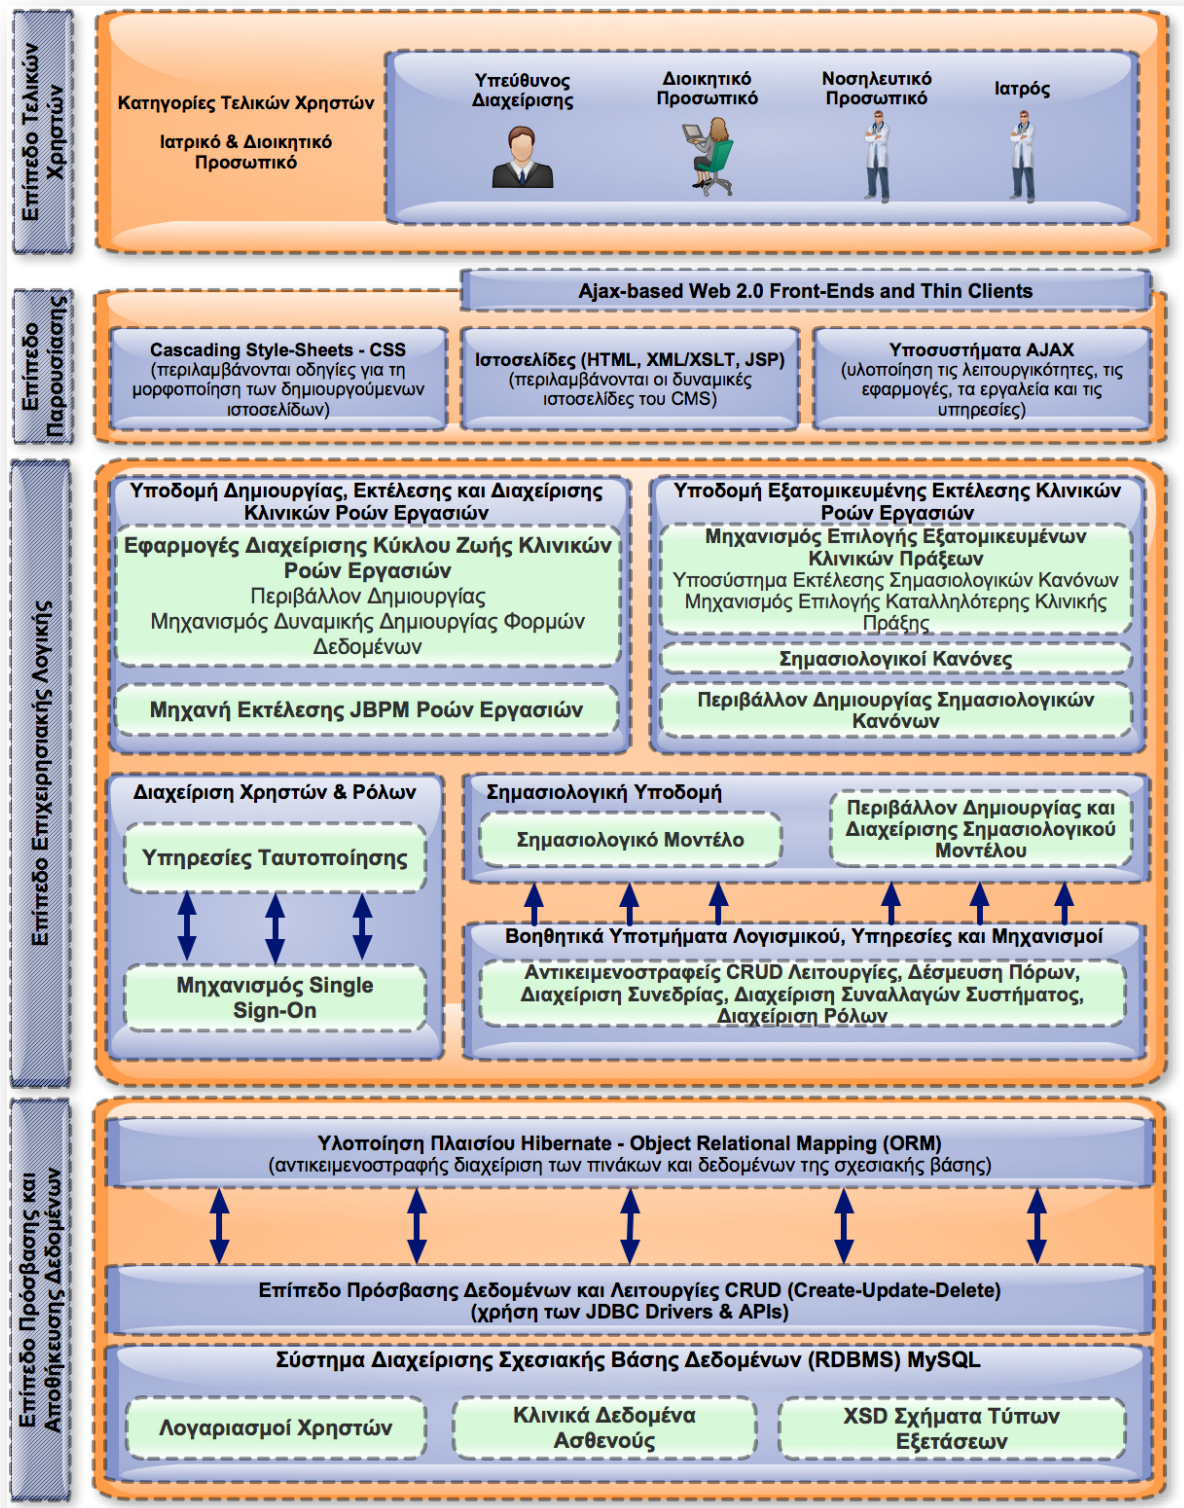 Επίπεδο Τελικών
Χρηστών
Κατηγορίες Τελικών Χρηστών
Ιατρικό & Διοικητικό
Προσωπικό
Υπεύθυνος
Διαχείρισης
Διοικητικό
Προσωπικό
Νοσηλευτικό
Προσωπικό
Ιατρός
Επίπεδο
Παρουσίασης
Ajax-based Web 2.0 Front-Ends and Thin Clients
Cascading Style-Sheets - CSS
(περιλαμβάνονται οδηγίες για τη
μορφοποίηση των δημιουργούμενων
ιστοσελίδων)
Ιστοσελίδες (HTML, XML/XSLT, JSP)
(περιλαμβάνονται οι δυναμικές
ιστοσελίδες του CMS)
Υποσυστήματα AJAX
(υλοποίηση τις λειτουργικότητες, τις
εφαρμογές, τα εργαλεία και τις
υπηρεσίες)
Επίπεδο Επιχειρησιακής Λογικής
Υποδομή Δημιουργίας, Εκτέλεσης και Διαχείρισης
Κλινικών Ροών Εργασιών
Εφαρμογές Διαχείρισης Κύκλου Ζωής Κλινικών
Ροών Εργασιών
Περιβάλλον Δημιουργίας
Μηχανισμός Δυναμικής Δημιουργίας Φορμών
Δεδομένων
Μηχανή Εκτέλεσης JBPM Ροών Εργασιών
Υποδομή Εξατομικευμένης Εκτέλεσης Κλινικών
Ροών Εργασιών
Μηχανισμός Επιλογής Εξατομικευμένων
Κλινικών Πράξεων
Υποσύστημα Εκτέλεσης Σημασιολογικών Κανόνων
Μηχανισμός Επιλογής Καταλληλότερης Κλινικής
Πράξης
Σημασιολογικοί Κανόνες
Περιβάλλον Δημιουργίας Σημασιολογικών
Κανόνων
Διαχείριση Χρηστών & Ρόλων
Υπηρεσίες Ταυτοποίησης
Μηχανισμός Single
Sign-On
Σημασιολογική Υποδομή
Σημασιολογικό Μοντέλο
Περιβάλλον Δημιουργίας και
Διαχείρισης Σημασιολογικού
Μοντέλου
Βοηθητικά Υποτμήματα Λογισμικού, Υπηρεσίες και Μηχανισμοί
Αντικειμενοστραφείς CRUD Λειτουργίες, Δέσμευση Πόρων,
Διαχείριση Συνεδρίας, Διαχείριση Συναλλαγών Συστήματος,
Διαχείριση Ρόλων
Επίπεδο Πρόσβασης και
Αποθήκευσης Δεδομένων
Υλοποίηση Πλαισίου Hibernate - Object Relational Mapping (ORM)
(αντικειμενοστραφής διαχείριση των πινάκων και δεδομένων της σχεσιακής βάσης)
Επίπεδο Πρόσβασης Δεδομένων και Λειτουργίες CRUD (Create-Update-Delete)
(χρήση των JDBC Drivers & APIs)
Σύστημα Διαχείρισης Σχεσιακής Βάσης Δεδομένων (RDBMS) MySQL
Λογαριασμοί Χρηστών
Κλινικά Δεδομένα
Ασθενούς
XSD Σχήματα Τύπων
Εξετάσεων